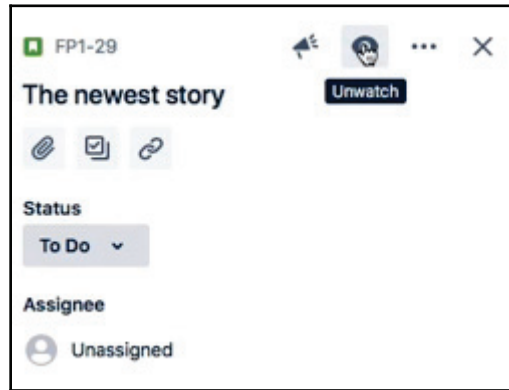 FP1-29
The newest story
Unwatch
Status
To Do
Assignee
Unassigned